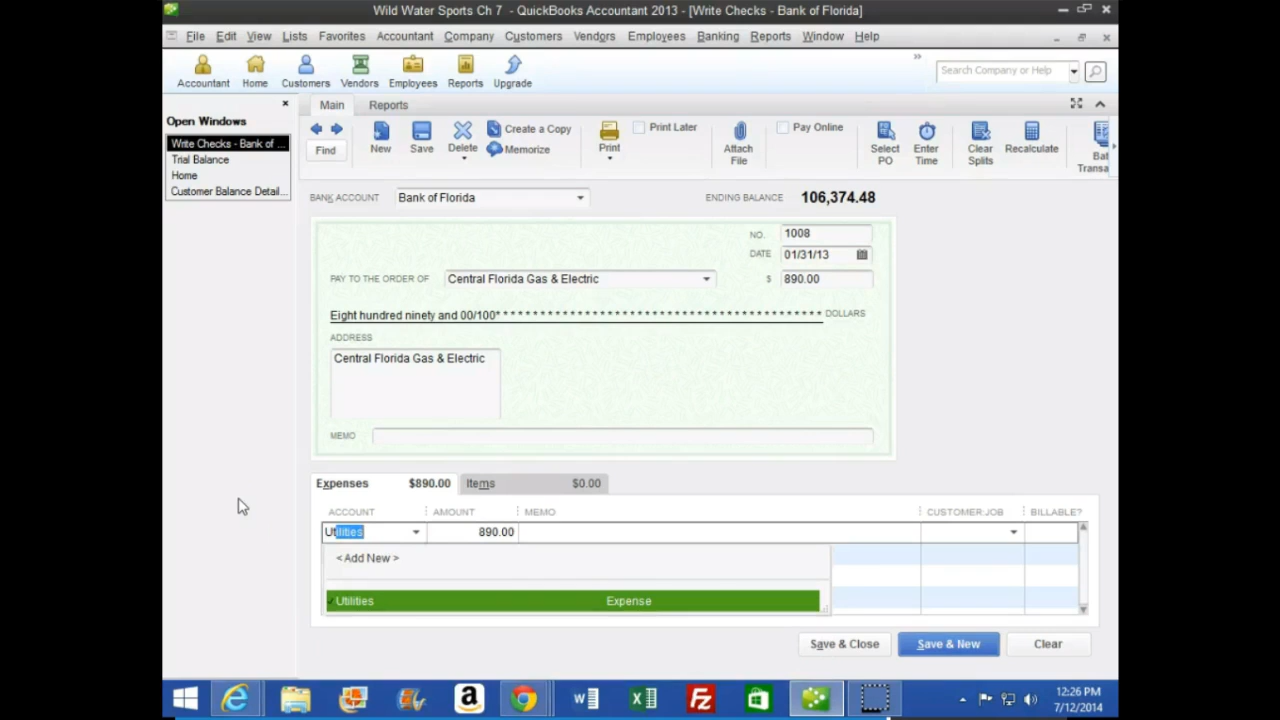 Wild Water Sports Ch 7 - QuickBooks Accountant 2013 - [Write Checks - Bank of Florida]
File Edit View Lists Favorites Accountant Company Customers Vendors Employees Banking Reports Window Help
Accountant Home Customers Vendors Employees Reports Upgrade
Search Company or Help
Open Windows
Write Checks - Bank of ...
Trial Balance
Home
Customer Balance Detail...
Main Reports
Find New Save Delete Create a Copy Memorize Print Print Later Attach File Pay Online Select PO Enter Time Clear Splits Recalculate Bat Transa
BANK ACCOUNT Bank of Florida ENDING BALANCE 106,374.48
NO. 1008
DATE 01/31/13
PAY TO THE ORDER OF Central Florida Gas & Electric $ 890.00
Eight hundred ninety and 00/100* * * * * * * * * * * * * * * * * * * * * * * * * * * * * * * * * * * * * * * * * * * * * * * * * * DOLLARS
ADDRESS
Central Florida Gas & Electric
MEMO
Expenses $890.00 Items $0.00
ACCOUNT AMOUNT MEMO CUSTOMER:JOB BILLABLE?
Utilities 890.00
< Add New >
Utilities Expense
Save & Close Save & New Clear
12:26 PM
7/12/2014